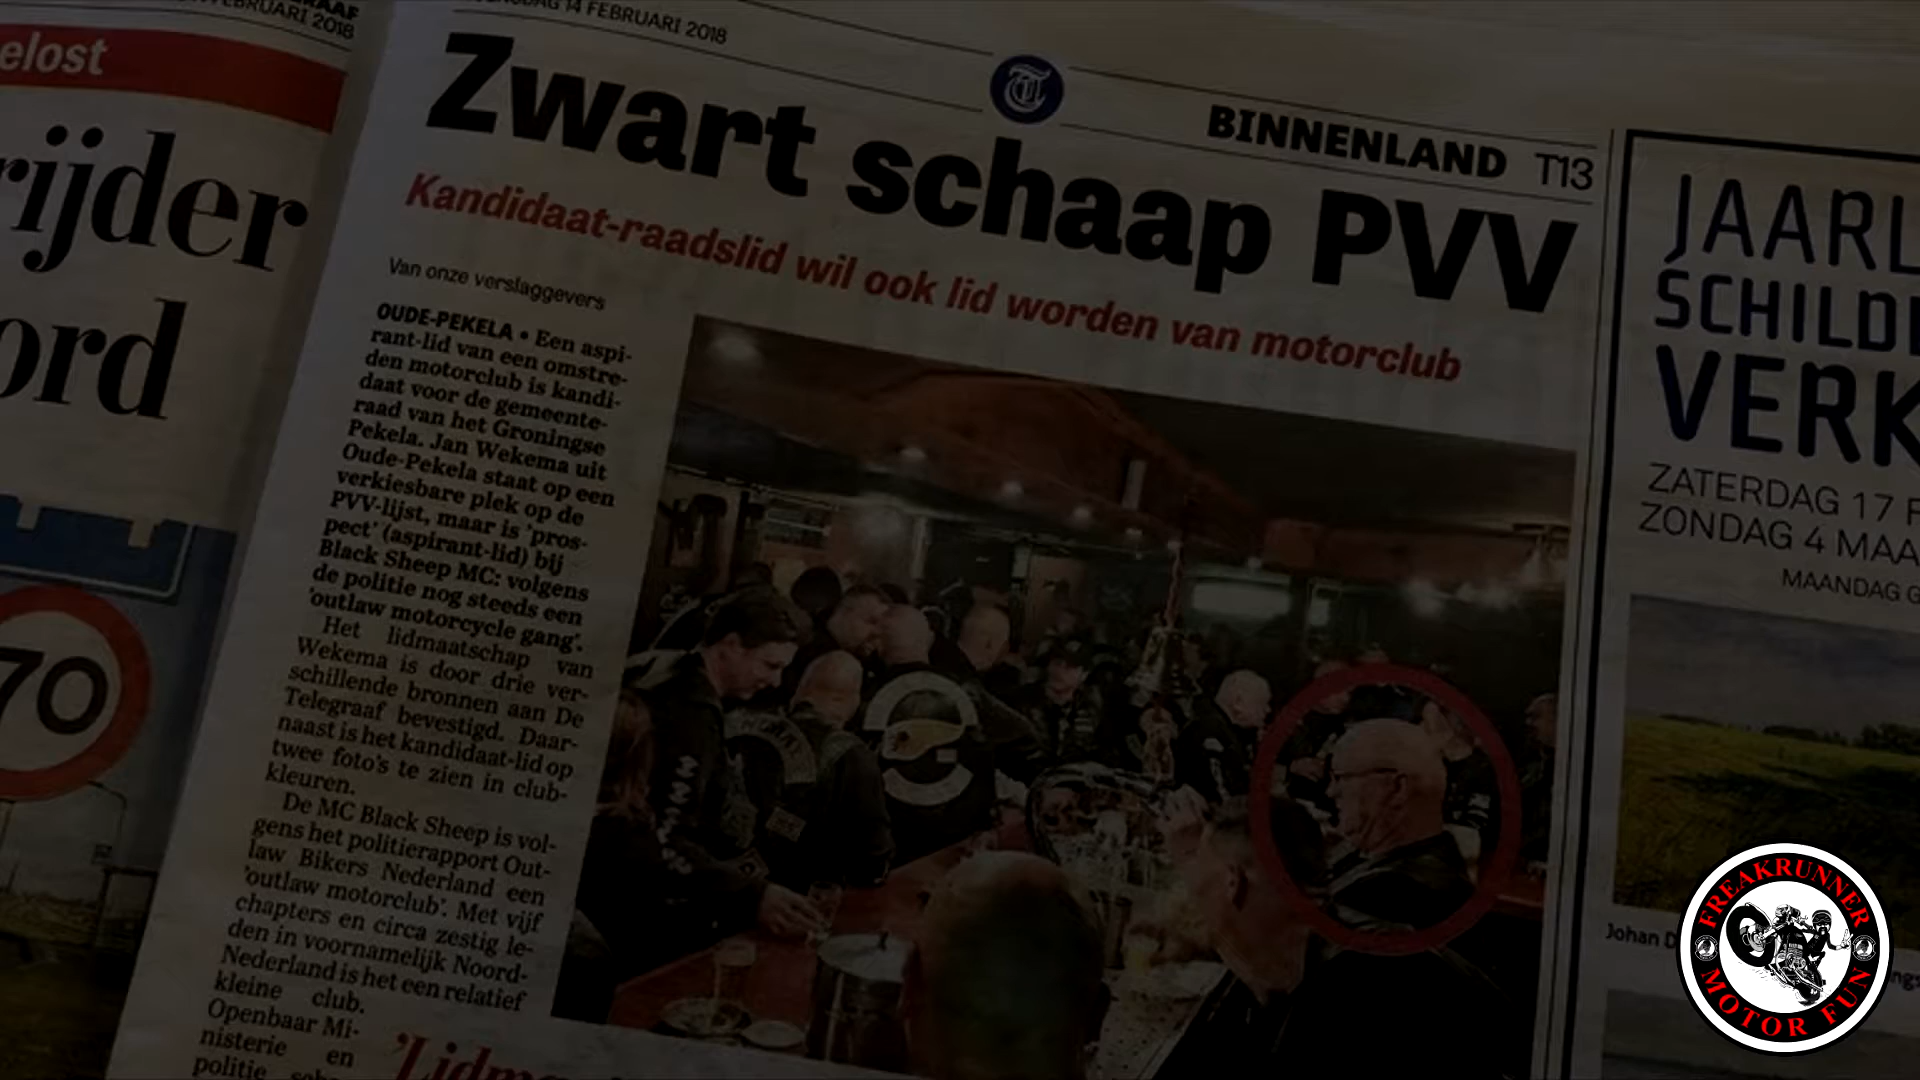 FEBRUARI 2018
elost
rijder
ord
70
14 FEBRUARI 2018
BINNENLAND T13
Zwart schaap PVV
Kandidaat-raadslid wil ook lid worden van motorclub
Van onze verslaggevers
OUDE-PEKELA • Een aspi-
rant-lid van een omstre-
den motorclub is kandi-
daat voor de gemeente-
raad van het Groningse
Pekela. Jan Wekema uit
Oude-Pekela staat op een
verkiesbare plek op de
PVV-lijst, maar is 'pros-
pect' (aspirant-lid) bij
Black Sheep MC: volgens
de politie nog steeds een
'outlaw motorcycle gang'.
Het lidmaatschap van
Wekema is door drie ver-
schillende bronnen aan De
Telegraaf bevestigd. Daar-
naast is het kandidaat-lid op
twee foto's te zien in club-
kleuren.
De MC Black Sheep is vol-
gens het politierapport Out-
law Bikers Nederland een
'outlaw motorclub'. Met vijf
chapters en circa zestig le-
den in voornamelijk Noord-
Nederland is het een relatief
kleine club.
Openbaar Mi-
nisterie en
politie
JAARL
SCHILD
VERK
ZATERDAG 17 F
ZONDAG 4 MAA
MAANDAG G
Johan D
FREAKRUNNER
MOTOR FUN